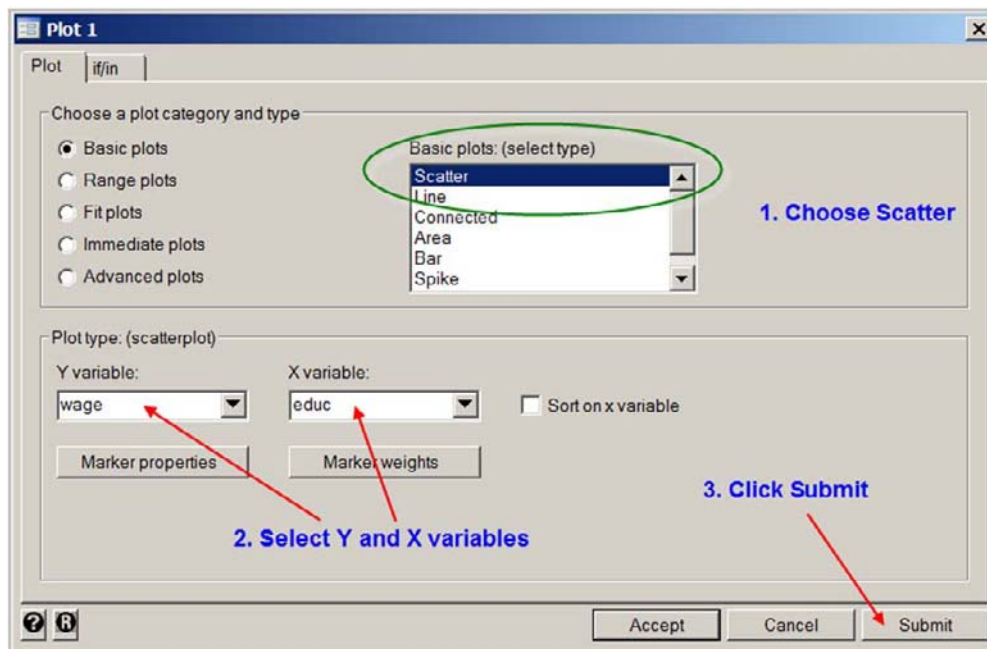 Plot 1
Plot
if/in
Choose a plot category and type
Basic plots
Range plots
Fit plots
Immediate plots
Advanced plots
Basic plots: (select type)
Scatter
Line
Connected
Area
Bar
Spike
1. Choose Scatter
Plot type: (scatterplot)
Y variable:
wage
X variable:
educ
Sort on x variable
Marker properties
Marker weights
2. Select Y and X variables
3. Click Submit
? R
Accept
Cancel
Submit